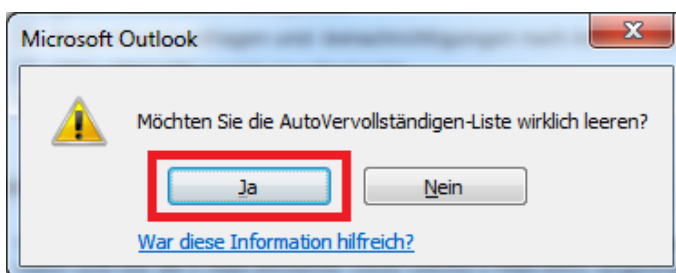 Microsoft Outlook
Möchten Sie die AutoVervollständigen-Liste wirklich leeren?
Ja
Nein
War diese Information hilfreich?